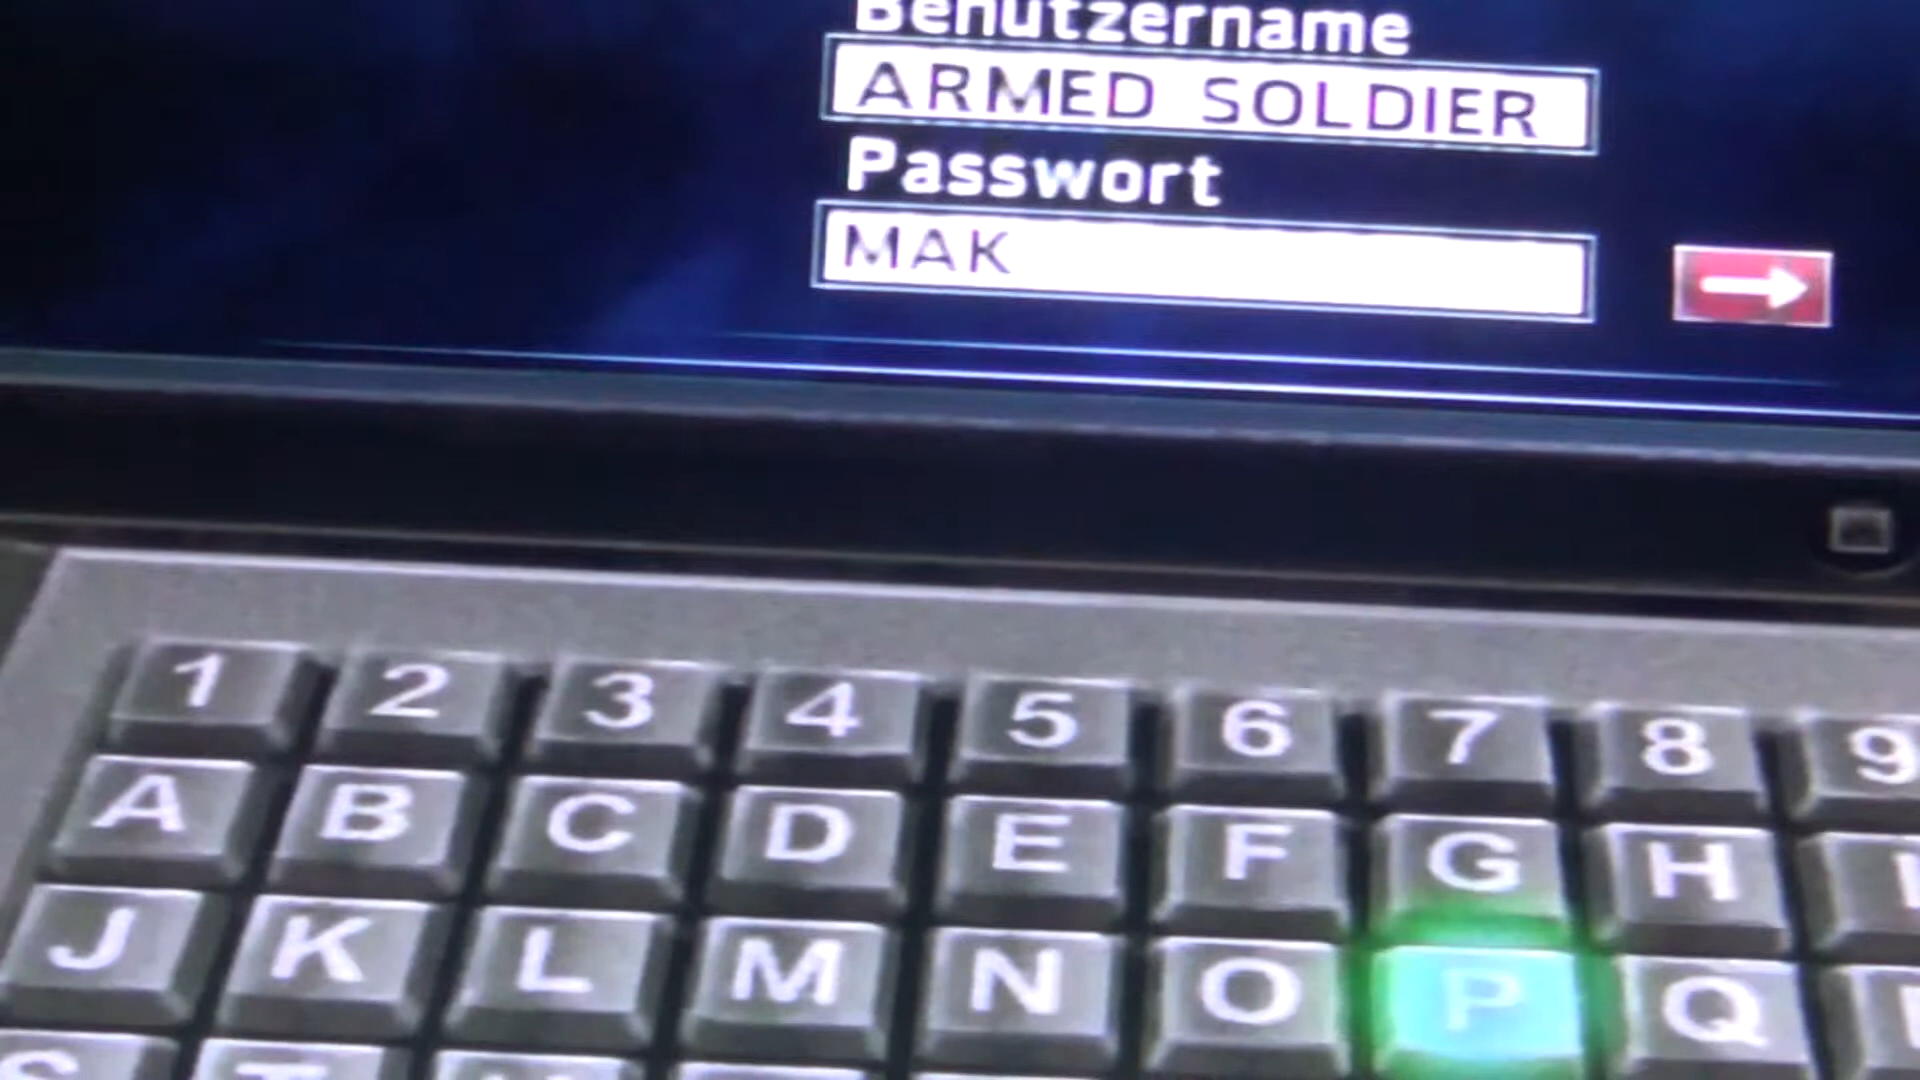 Benutzername
ARMED SOLDIER
Passwort
MAK
1 2 3 4 5 6 7 8 9
A B C D E F G H
J K L M N O P Q